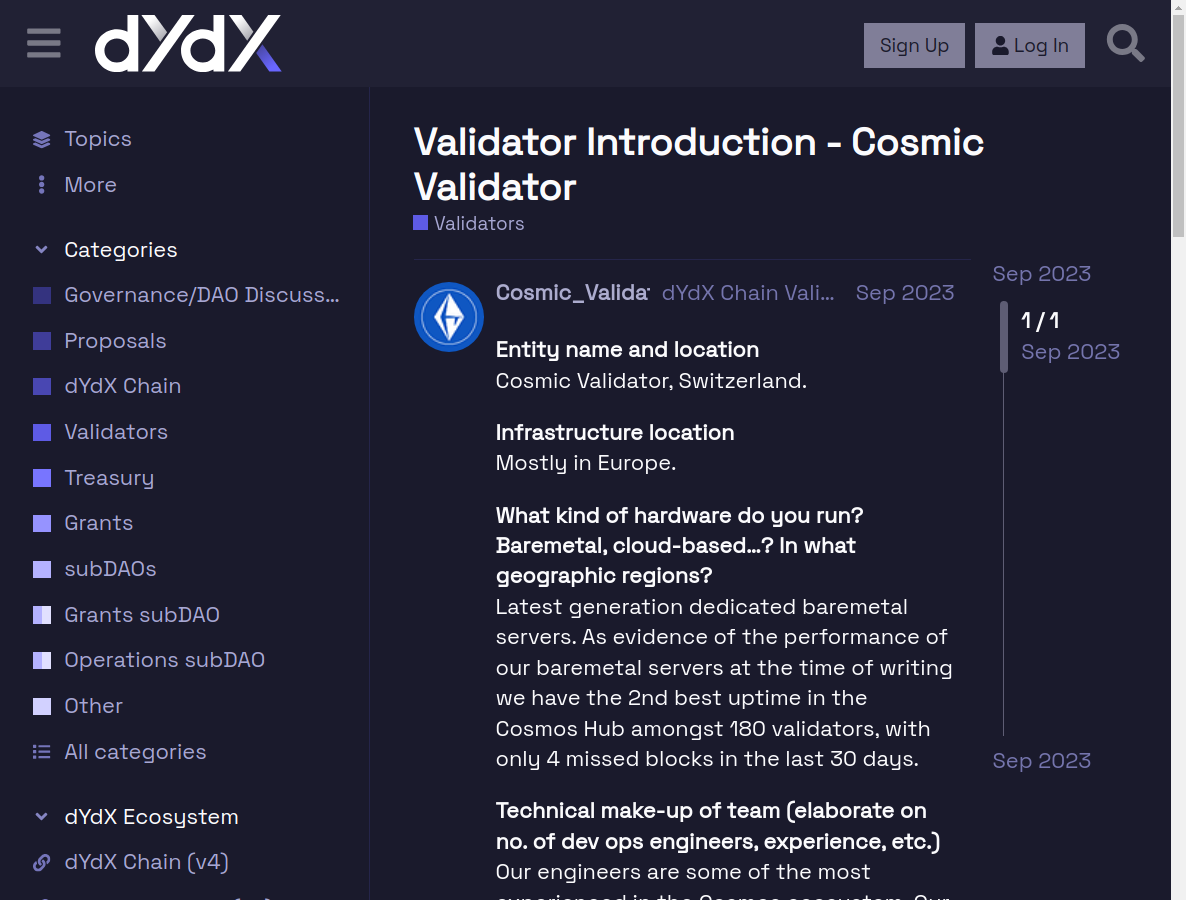 dYdX
Sign Up
Log In
Topics
More
Categories
Governance/DAO Discuss...
Proposals
dYdX Chain
Validators
Treasury
Grants
subDAOs
Grants subDAO
Operations subDAO
Other
All categories
dYdX Ecosystem
dYdX Chain (v4)
Validator Introduction - Cosmic
Validator
Validators
Cosmic_Valida dYdX Chain Vali... Sep 2023
Entity name and location
Cosmic Validator, Switzerland.
Infrastructure location
Mostly in Europe.
What kind of hardware do you run?
Baremetal, cloud-based…? In what
geographic regions?
Latest generation dedicated baremetal
servers. As evidence of the performance of
our baremetal servers at the time of writing
we have the 2nd best uptime in the
Cosmos Hub amongst 180 validators, with
only 4 missed blocks in the last 30 days.
Technical make-up of team (elaborate on
no. of dev ops engineers, experience, etc.)
Our engineers are some of the most
experienced in the Cosmos ecosystem. Our
Sep 2023
1 / 1
Sep 2023
Sep 2023